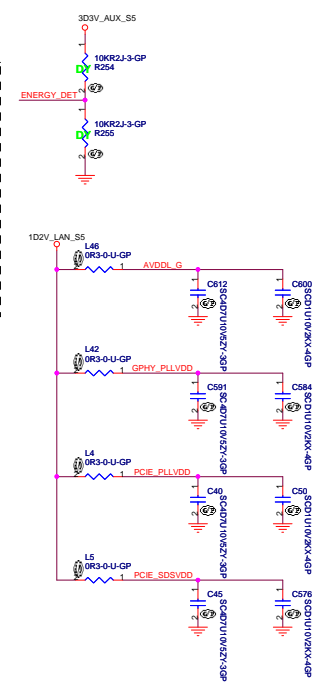 3D3V_AUX_S5
1
10KR2J-3-GP
R254
DY
2
ENERGY_DET
1
10KR2J-3-GP
R255
DY
2
1D2V_LAN_S5
L46
0R3-0-U-GP
2 1
AVDDL_G
1 C612
2
SC4D7U10V5ZY-3GP
1 C600
2
SCD1U10V2KX-4GP
L42
0R3-0-U-GP
2 1
GPHY_PLLVDD
1 C591
2
SC4D7U10V5ZY-3GP
1 C584
2
SCD1U10V2KX-4GP
L4
0R3-0-U-GP
2 1
PCIE_PLLVDD
1 C40
2
SC4D7U10V5ZY-3GP
1 C50
2
SCD1U10V2KX-4GP
L5
0R3-0-U-GP
2 1
PCIE_SDSVDD
1 C45
2
SC4D7U10V5ZY-3GP
1 C576
2
SCD1U10V2KX-4GP